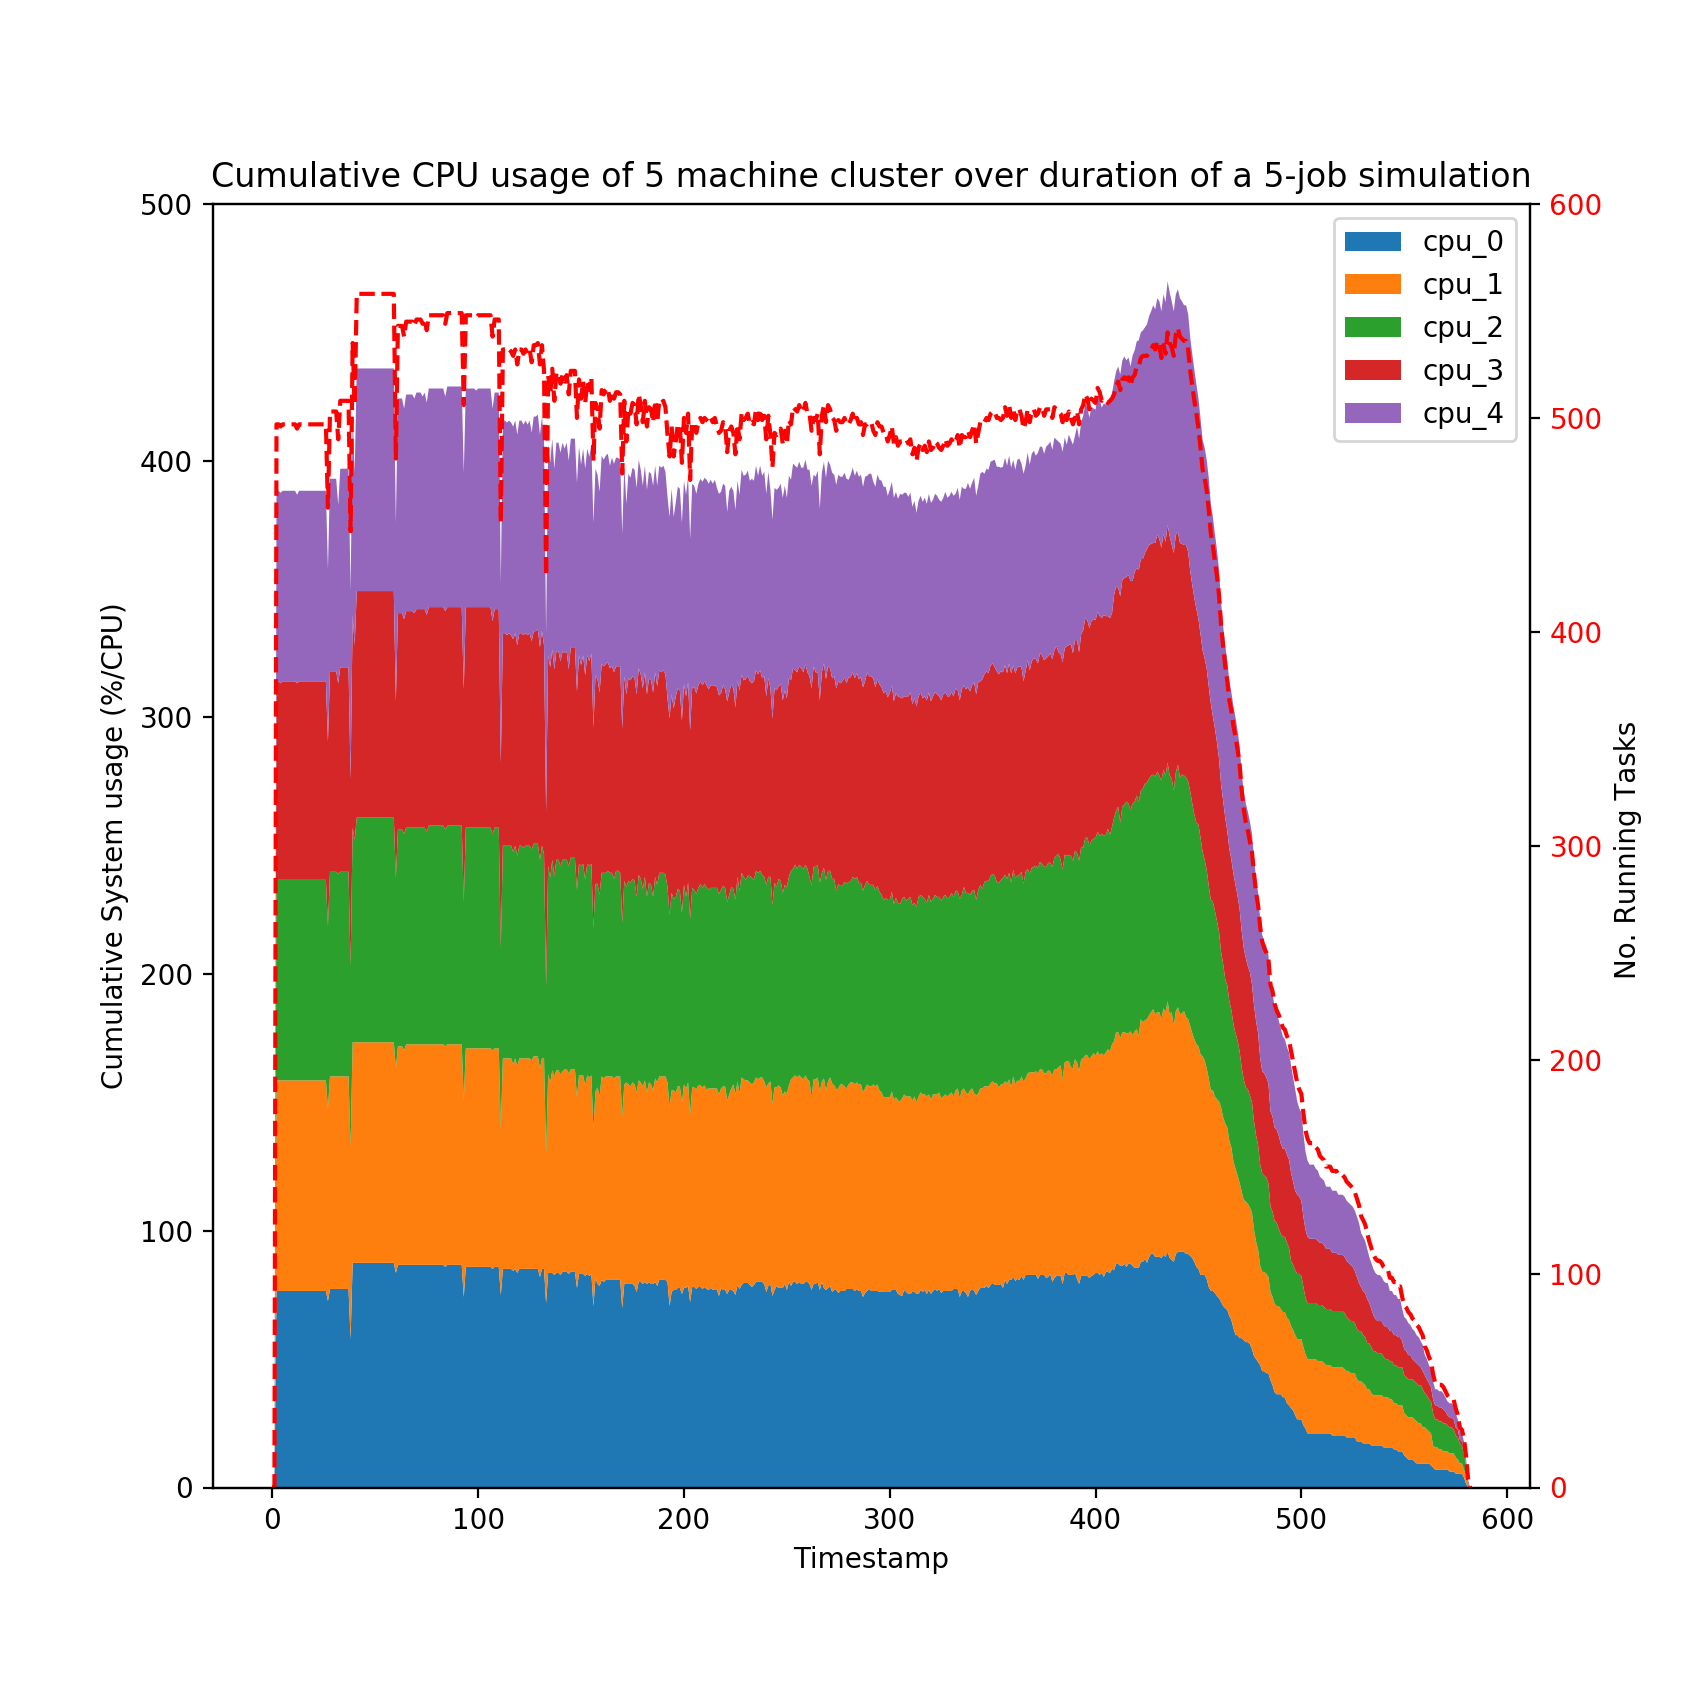 Cumulative CPU usage of 5 machine cluster over duration of a 5-job simulation
500
400
300
200
100
0
Cumulative System usage (%/CPU)
600
500
400
300
200
100
0
No. Running Tasks
cpu_0
cpu_1
cpu_2
cpu_3
cpu_4
0 100 200 300 400 500 600
Timestamp